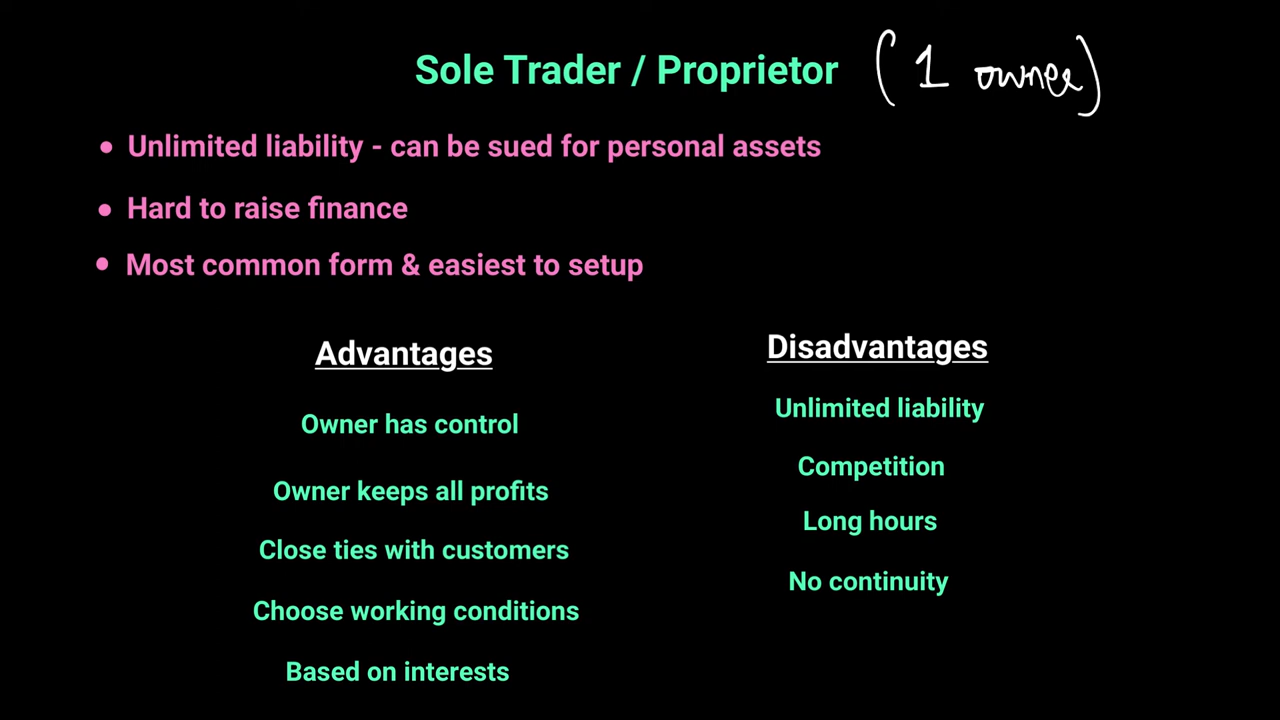 Sole Trader / Proprietor (1 owner)
• Unlimited liability - can be sued for personal assets
• Hard to raise finance
• Most common form & easiest to setup
Advantages
Owner has control
Owner keeps all profits
Close ties with customers
Choose working conditions
Based on interests
Disadvantages
Unlimited liability
Competition
Long hours
No continuity